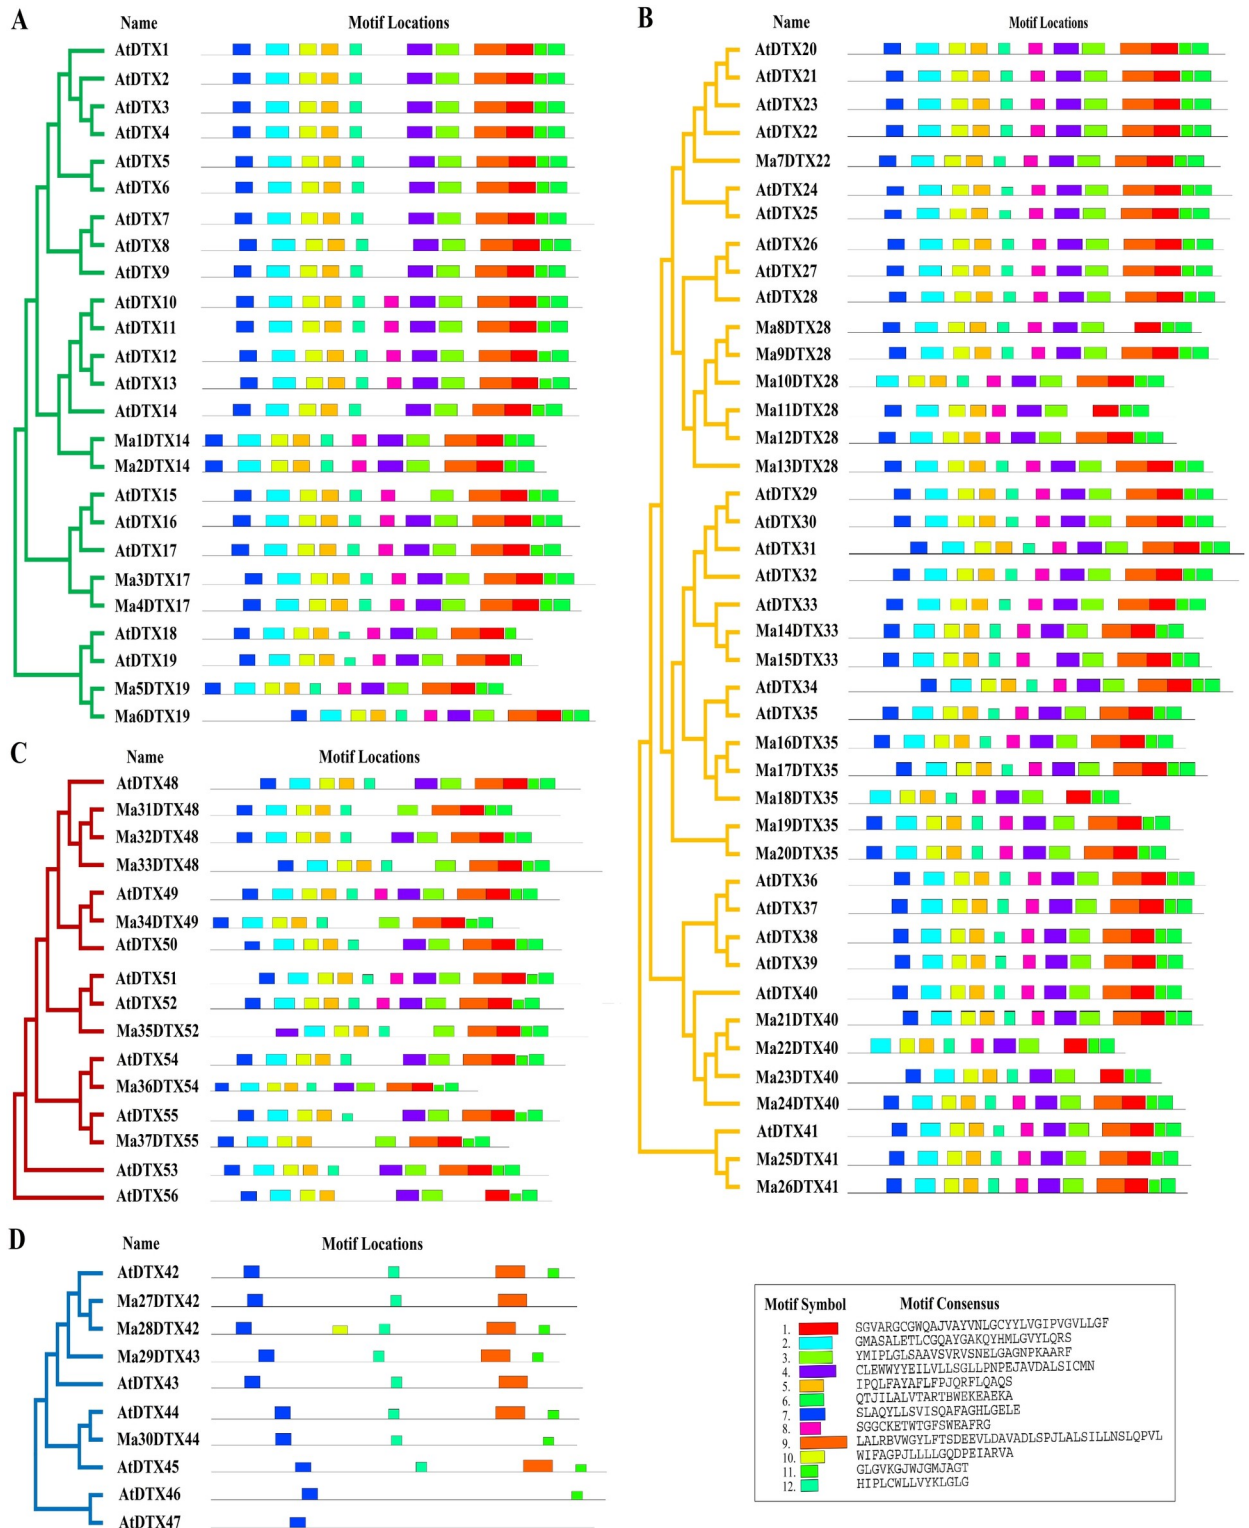 A
Name Motif Locations
AtDTX1
AtDTX2
AtDTX3
AtDTX4
AtDTX5
AtDTX6
AtDTX7
AtDTX8
AtDTX9
AtDTX10
AtDTX11
AtDTX12
AtDTX13
AtDTX14
Ma1DTX14
Ma2DTX14
AtDTX15
AtDTX16
AtDTX17
Ma3DTX17
Ma4DTX17
AtDTX18
AtDTX19
Ma5DTX19
Ma6DTX19
B
Name Motif Locations
AtDTX20
AtDTX21
AtDTX23
AtDTX22
Ma7DTX22
AtDTX24
AtDTX25
AtDTX26
AtDTX27
AtDTX28
Ma8DTX28
Ma9DTX28
Ma10DTX28
Ma11DTX28
Ma12DTX28
Ma13DTX28
AtDTX29
AtDTX30
AtDTX31
AtDTX32
AtDTX33
Ma14DTX33
Ma15DTX33
AtDTX34
AtDTX35
Ma16DTX35
Ma17DTX35
Ma18DTX35
Ma19DTX35
Ma20DTX35
AtDTX36
AtDTX37
AtDTX38
AtDTX39
AtDTX40
Ma21DTX40
Ma22DTX40
Ma23DTX40
Ma24DTX40
AtDTX41
Ma25DTX41
Ma26DTX41
C
Name Motif Locations
AtDTX48
Ma31DTX48
Ma32DTX48
Ma33DTX48
AtDTX49
Ma34DTX49
AtDTX50
AtDTX51
AtDTX52
Ma35DTX52
AtDTX54
Ma36DTX54
AtDTX55
Ma37DTX55
AtDTX53
AtDTX56
D
Name Motif Locations
AtDTX42
Ma27DTX42
Ma28DTX42
Ma29DTX43
AtDTX43
AtDTX44
Ma30DTX44
AtDTX45
AtDTX46
AtDTX47
Motif Symbol Motif Consensus
1. SGVARGCGWQAJVAYVNLGCYYLVGIPVGVLLGF
2. GMASALETLCGQAYGAKQYHMLGVYLQRS
3. YMIPLGLSAAVSVRVSNELGAGNPKAARF
4. CLEWWYYEILVLLSGLLPNPEJAVDALSICMN
5. IPQLFAYAFLFPJQRFLQAQS
6. QTJILALVTARTBWEKEAEKA
7. SLAQYLLSVISQAFAGHLGELE
8. SGGCKETWTGFSWEAFRG
9. LALRBVWGYLFTSDEEVLDAVADLSPJLALSILLNSLQPVL
10. WIFAGPJLLLLGQDPEIARVA
11. GLGVKGJWJGMJAGT
12. HIPLCWLLVYKLGLG